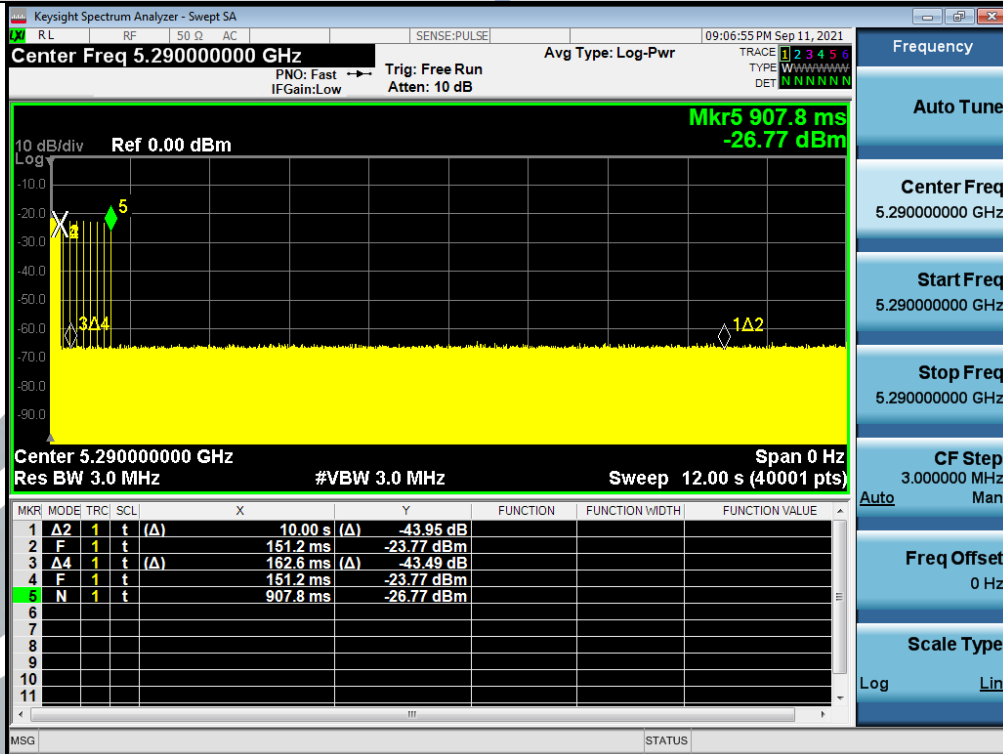 Keysight Spectrum Analyzer - Swept SA
LXI RL RF 50 Ω AC SENSE:PULSE 09:06:55 PM Sep 11, 2021
Center Freq 5.290000000 GHz Avg Type: Log-Pwr TRACE 1 2 3 4 5 6
PNO: Fast Trig: Free Run TYPE WWWWWW
IFGain:Low Atten: 10 dB DET N N N N N N
Mkr5 907.8 ms
10 dB/div Ref 0.00 dBm -26.77 dBm
Log
-10.0
-20.0
5
-30.0
-40.0
-50.0
-60.0
3Δ4 1Δ2
-70.0
-80.0
-90.0
Center 5.290000000 GHz Span 0 Hz
Res BW 3.0 MHz #VBW 3.0 MHz Sweep 12.00 s (40001 pts)
MKR MODE TRC SCL X Y FUNCTION FUNCTION WIDTH FUNCTION VALUE
1 Δ2 1 t (Δ) 10.00 s (Δ) -43.95 dB
2 F 1 t 151.2 ms -23.77 dBm
3 Δ4 1 t (Δ) 162.6 ms (Δ) -43.49 dB
4 F 1 t 151.2 ms -23.77 dBm
5 N 1 t 907.8 ms -26.77 dBm
6
7
8
9
10
11
MSG STATUS
Frequency
Auto Tune
Center Freq
5.290000000 GHz
Start Freq
5.290000000 GHz
Stop Freq
5.290000000 GHz
CF Step
3.000000 MHz
Auto Man
Freq Offset
0 Hz
Scale Type
Log Lin